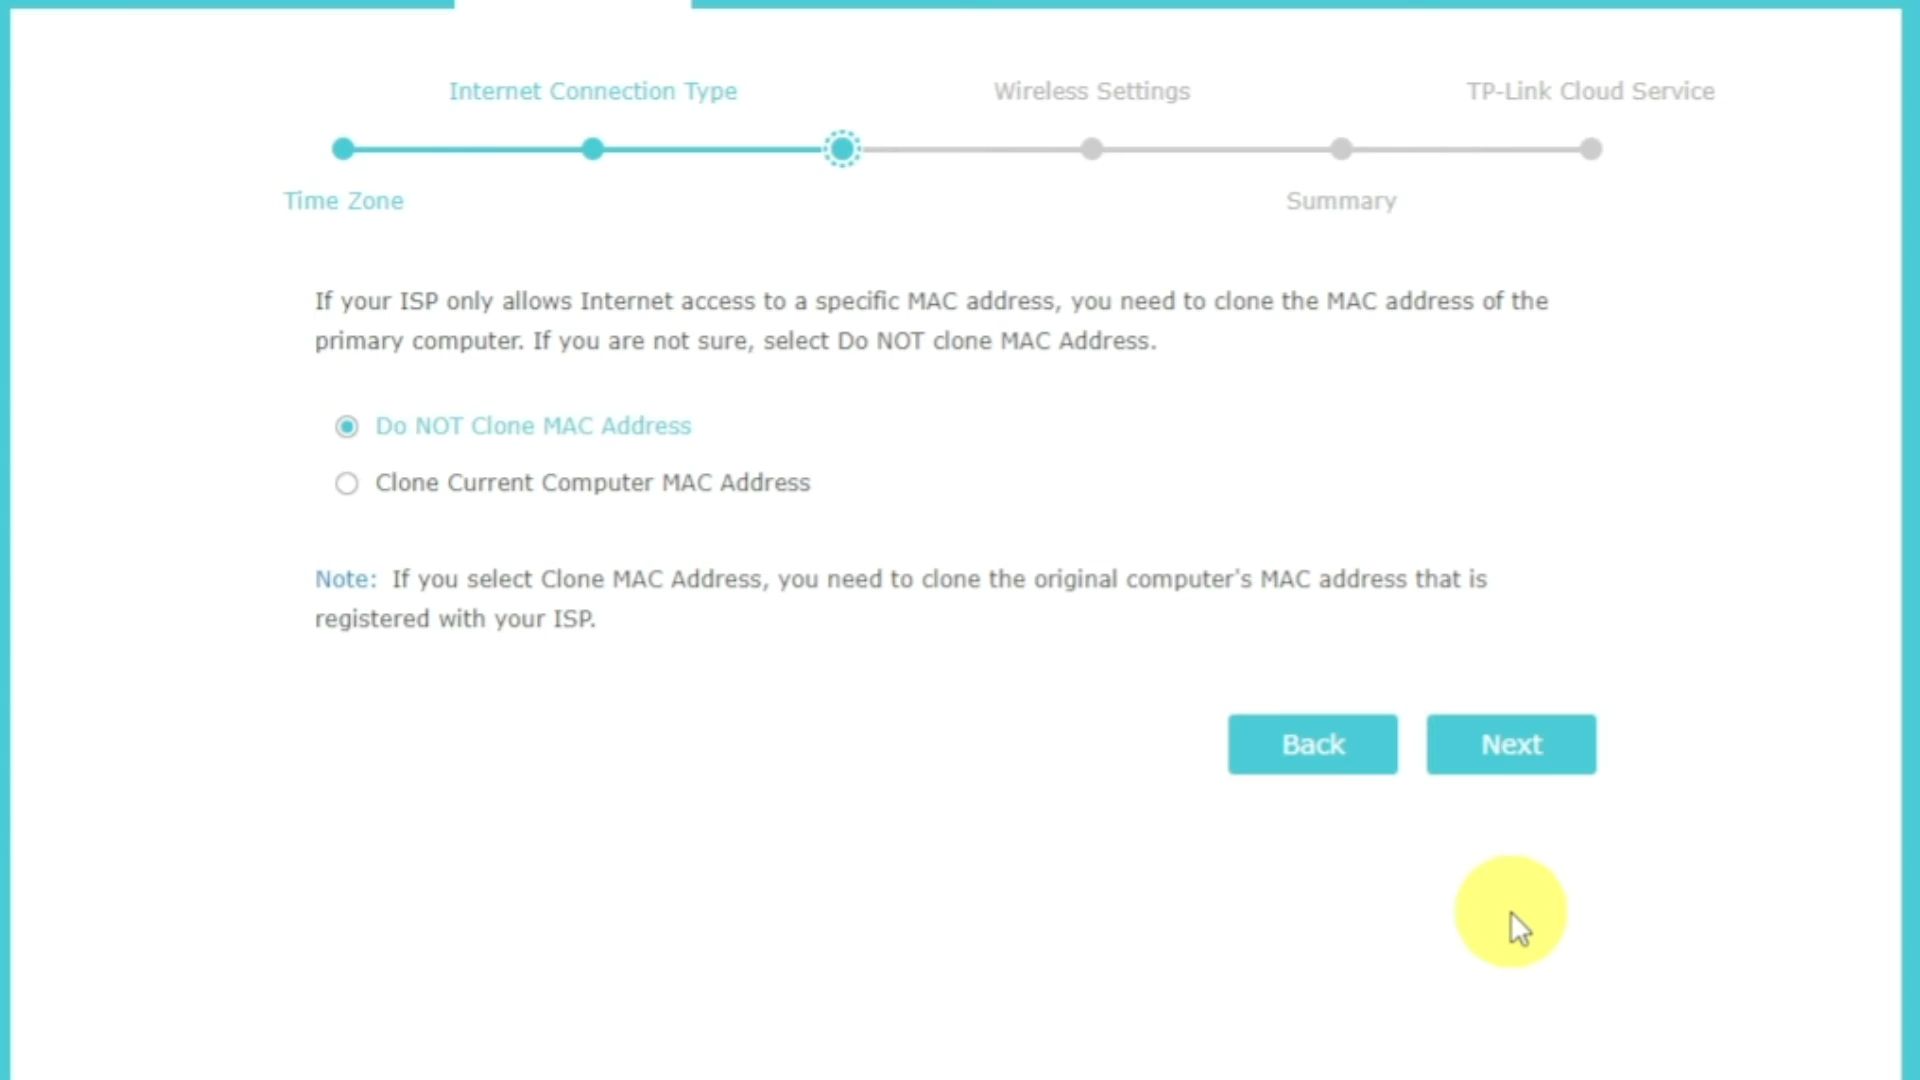 Internet Connection Type
Wireless Settings
TP-Link Cloud Service
Time Zone
Summary
If your ISP only allows Internet access to a specific MAC address, you need to clone the MAC address of the
primary computer. If you are not sure, select Do NOT clone MAC Address.
Do NOT Clone MAC Address
Clone Current Computer MAC Address
Note: If you select Clone MAC Address, you need to clone the original computer's MAC address that is
registered with your ISP.
Back
Next